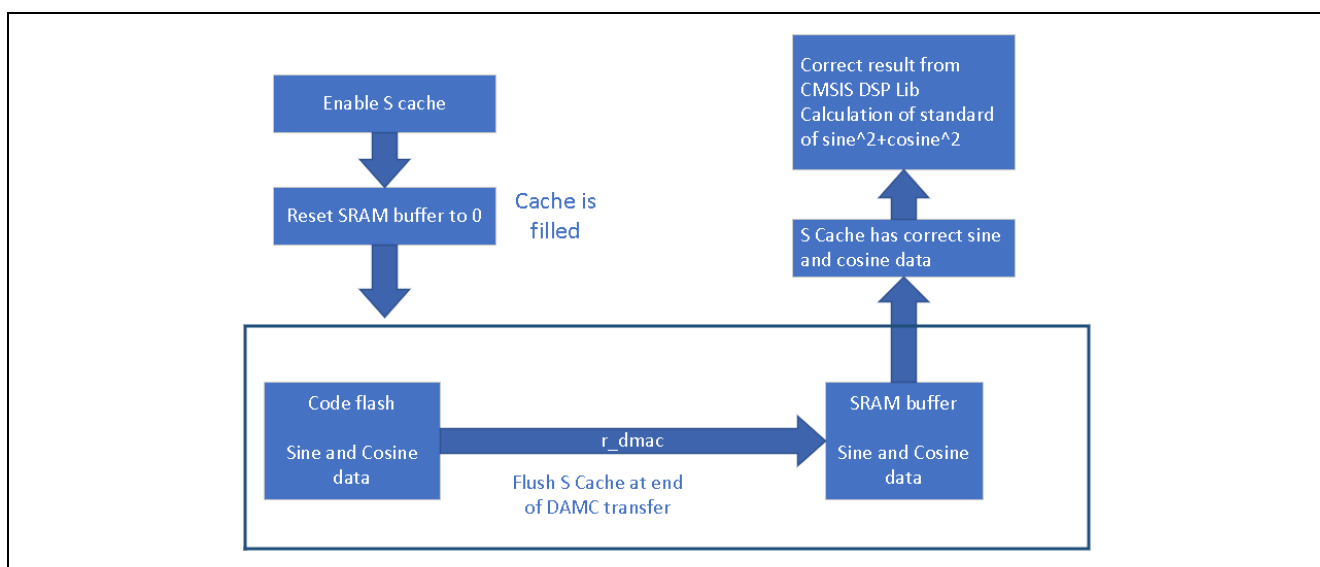 Enable S cache
Reset SRAM buffer to 0
Cache is
filled
Code flash
Sine and Cosine
data
r_dmac
Flush S Cache at end
of DAMC transfer
SRAM buffer
Sine and Cosine
data
S Cache has correct sine
and cosine data
Correct result from
CMSIS DSP Lib
Calculation of standard
of sine^2+cosine^2